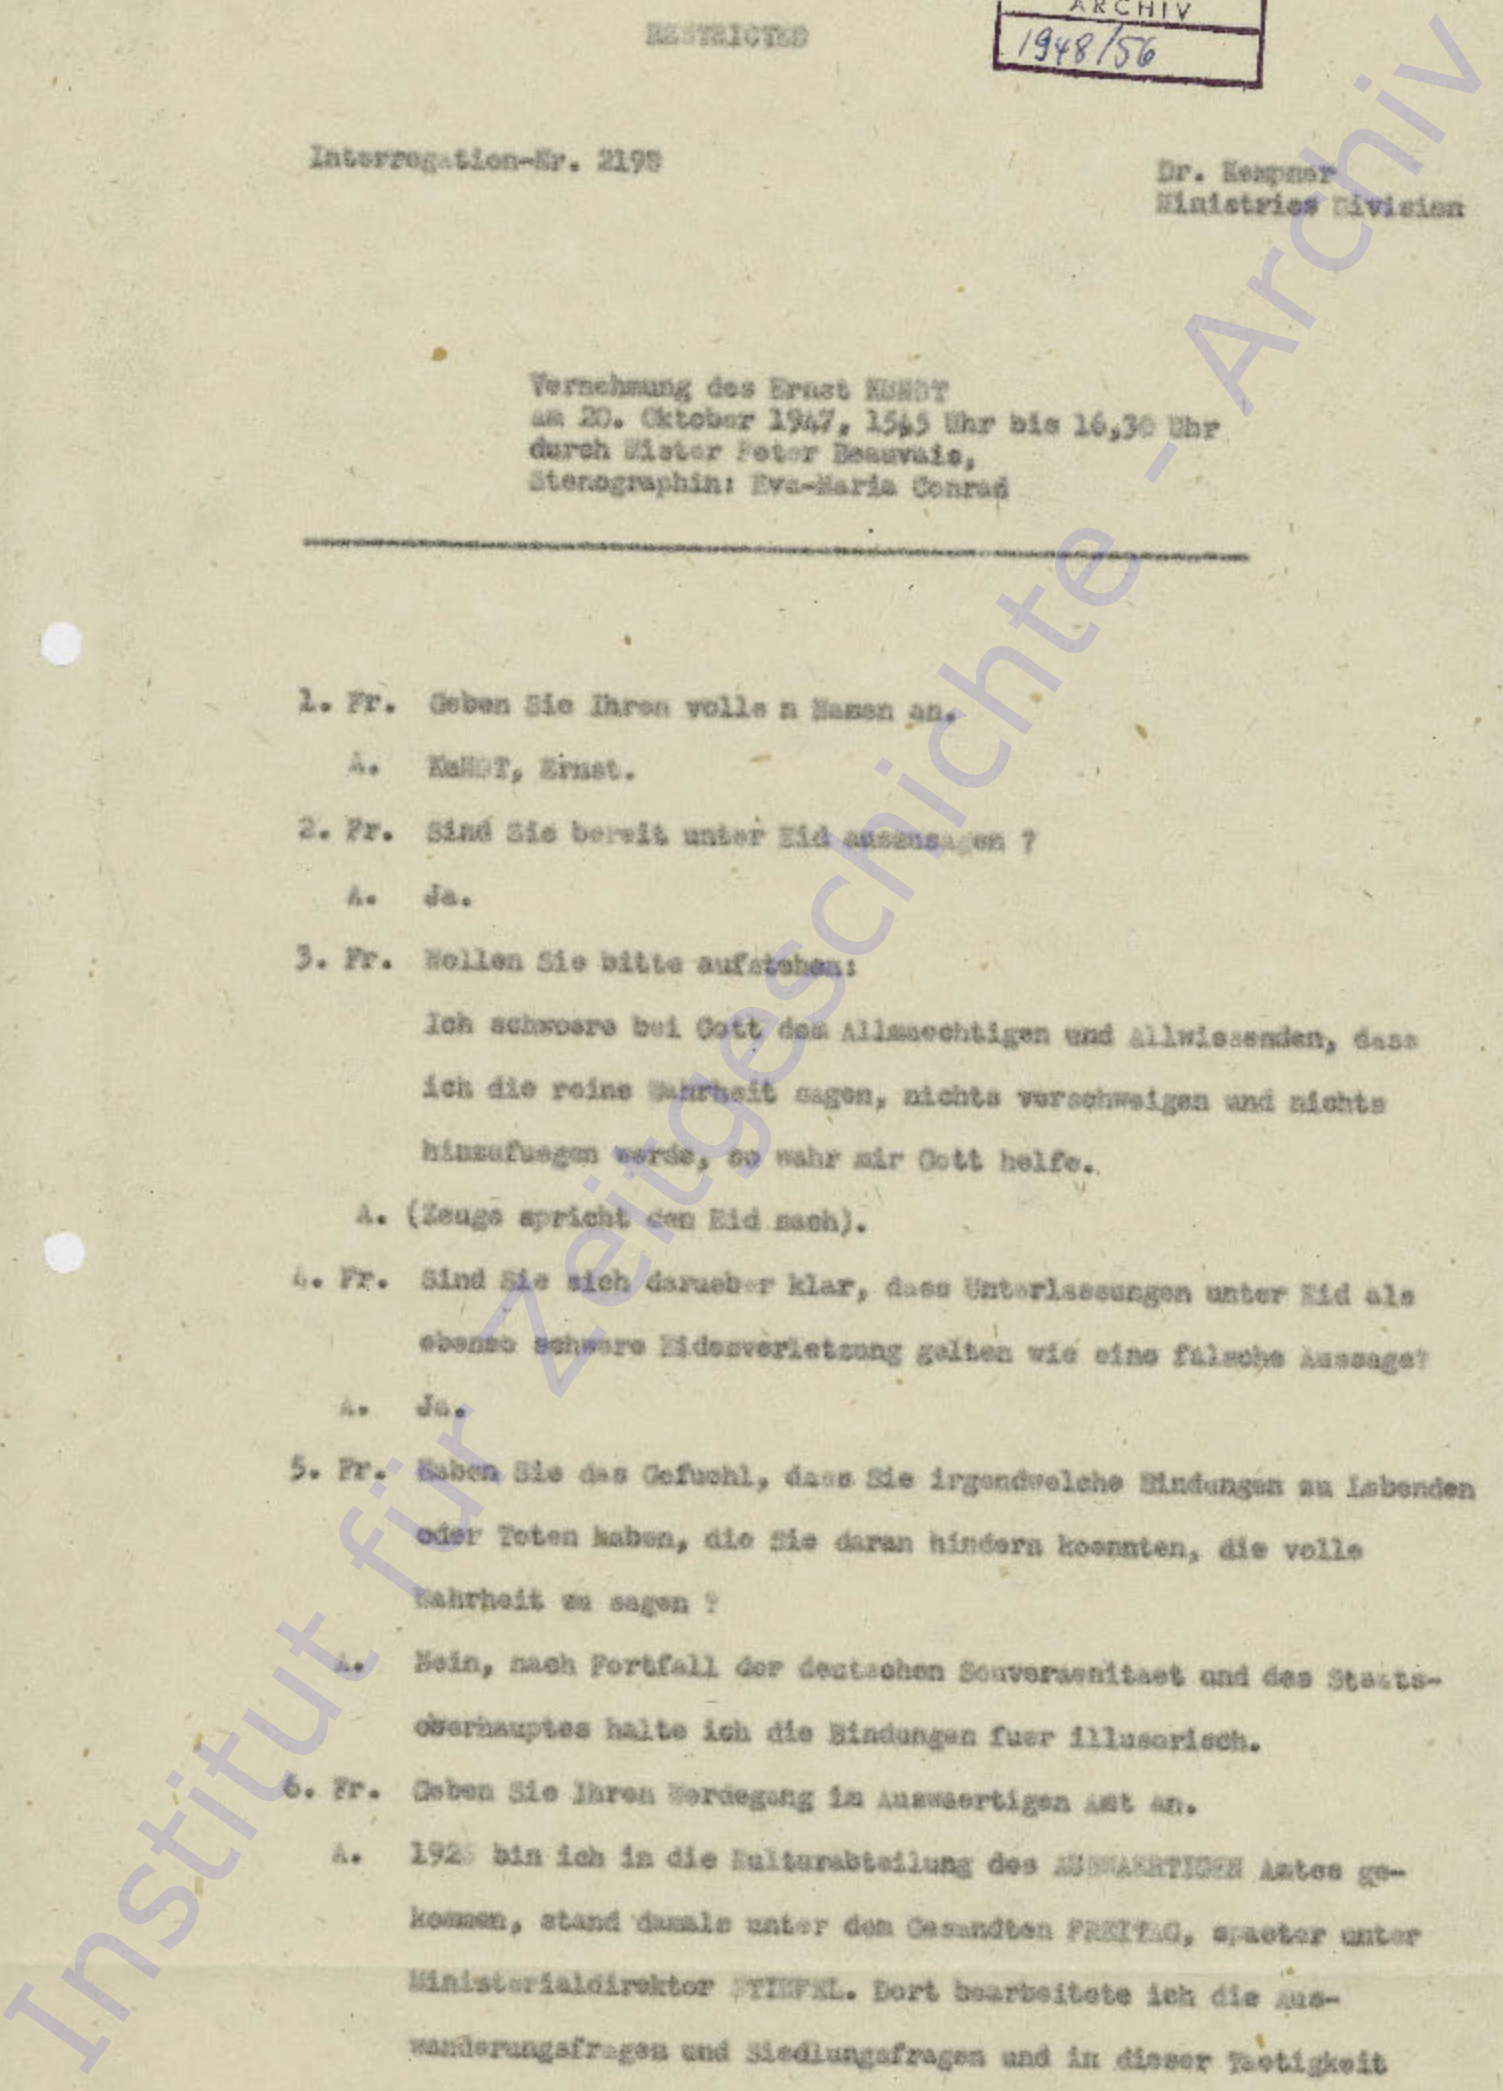 ARCHIV
1948/56
RESTRICTED
Interrogation-Nr. 2198
Dr. Kempner
Ministries Division
Vernehmung des Ernst KUNDT
am 20. Oktober 1947, 1545 Uhr bis 16,30 Uhr
durch Mister Peter Beauvais,
Stenographin: Eva-Maria Conrad
1. Fr. Geben Sie Ihren volle n Namen an.
A. KUNDT, Ernst.
2. Fr. Sind Sie bereit unter Eid auszusagen ?
A. Ja.
3. Fr. Wollen Sie bitte aufstehen:
Ich schwoere bei Gott dem Allmaechtigen und Allwissenden, dass
ich die reine Wahrheit sagen, nichts verschweigen und nichts
hinzufuegen werde, so wahr mir Gott helfe.
A. (Zeuge spricht den Eid nach).
4. Fr. Sind Sie sich darueber klar, dass Unterlassungen unter Eid als
ebenso schwere Eidesverletzung gelten wie eine falsche Aussage?
A. Ja.
5. Fr. Haben Sie das Gefuehl, dass Sie irgendwelche Bindungen zu Lebenden
oder Toten haben, die Sie daran hindern koennten, die volle
Wahrheit zu sagen ?
A. Nein, nach Fortfall der deutschen Souveraenitaet und des Staats-
oberhauptes halte ich die Bindungen fuer illusorisch.
6. Fr. Geben Sie Ihren Werdegang im Auswaertigen Amt an.
A. bin ich in die Kulturabteilung des AUSWAERTIGEN Amtes ge-
kommen, stand damals unter dem Gesandten FREITAG, spaeter unter
Ministerialdirektor STIEFEL. Dort bearbeitete ich die Aus-
wanderungsfragen und Siedlungsfragen und in dieser Taetigkeit
Institut für Zeitgeschichte - Archiv